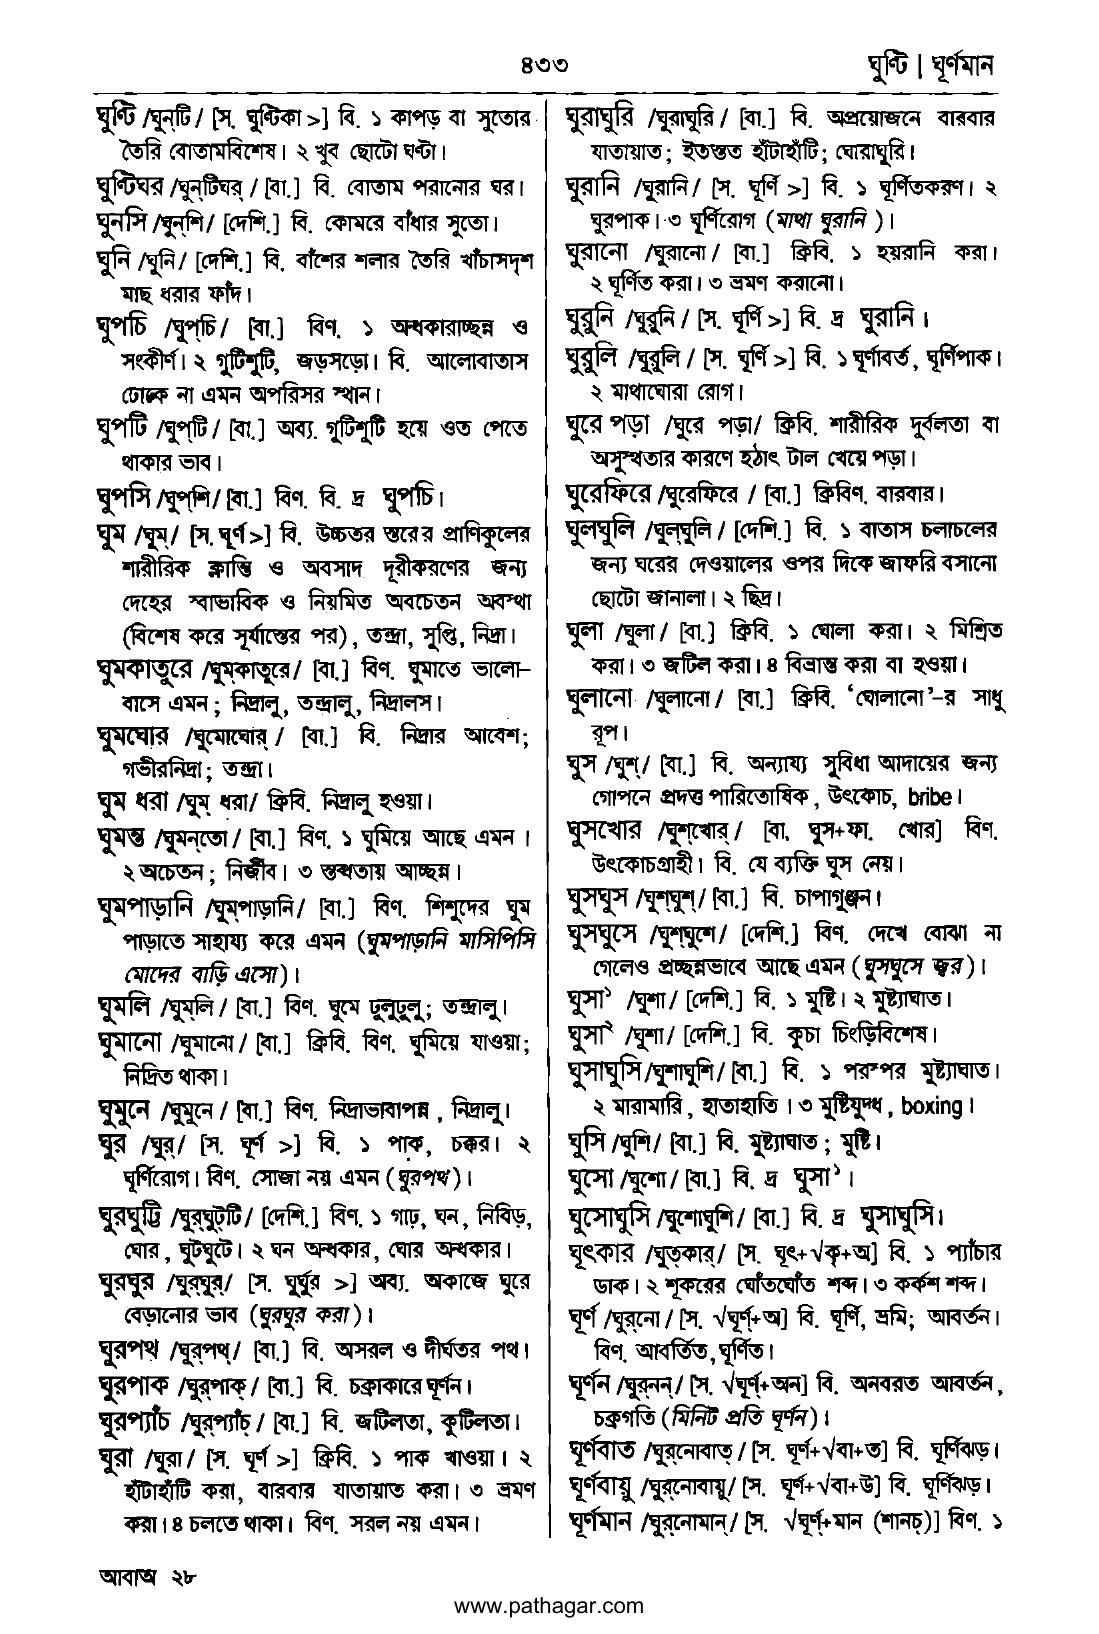 ৪৩৩
ঘুণ্টি | ঘূর্ণমান
ঘুণ্টি /ঘুন্‌টি/ [স. ঘুণ্টিকা >] বি. ১ কাপড় বা সুতোর
তৈরি বোতামবিশেষ। ২ খুব ছোটো ঘণ্টা।
ঘুণ্টিঘর /ঘুন্‌টিঘর্‌ / [বা.] বি. বোতাম পরানোর ঘর।
ঘুনসি /ঘুন্‌শি/ [দেশি.] বি. কোমরে বাঁধার সুতো।
ঘুনি /ঘুনি/ [দেশি.] বি. বাঁশের শলার তৈরি খাঁচাসদৃশ
মাছ ধরার ফাঁদ।
ঘুপচি /ঘুপ্‌চি/ [বা.] বিণ. ১ অন্ধকারাচ্ছন্ন ও
সংকীর্ণ। ২ গুটিশুটি, জড়সড়ো। বি. আলোবাতাস
ঢোকে না এমন অপরিসর স্থান।
ঘুপটি /ঘুপ্‌টি/ [বা.] অব্য. গুটিশুটি হয়ে ওত পেতে
থাকার ভাব।
ঘুপসি /ঘুপ্‌শি/ [বা.] বিণ. বি. দ্র ঘুপচি।
ঘুম /ঘুম্‌/ [স. ঘূর্ণ >] বি. উচ্চতর স্তরের প্রাণিকুলের
শারীরিক ক্লান্তি ও অবসাদ দূরীকরণের জন্য
দেহের স্বাভাবিক ও নিয়মিত অবচেতন অবস্থা
(বিশেষ করে সূর্যাস্তের পর), তন্দ্রা, সুপ্তি, নিদ্রা।
ঘুমকাতুরে /ঘুম্‌কাতুরে/ [বা.] বিণ. ঘুমাতে ভালো–
বাসে এমন; নিদ্রালু, তন্দ্রালু, নিদ্রালস।
ঘুমঘোর /ঘুমোঘোর্‌ / [বা.] বি. নিদ্রার আবেশ;
গভীরনিদ্রা; তন্দ্রা।
ঘুম ধরা /ঘুম্‌ ধরা/ ক্রিবি. নিদ্রালু হওয়া।
ঘুমন্ত /ঘুমন্‌তো/ [বা.] বিণ. ১ ঘুমিয়ে আছে এমন।
২ অচেতন; নির্জীব। ৩ স্তব্ধতায় আচ্ছন্ন।
ঘুমপাড়ানি /ঘুম্‌পাড়ানি/ [বা.] বিণ. শিশুদের ঘুম
পাড়াতে সাহায্য করে এমন (ঘুমপাড়ানি মাসিপিসি
মোদের বাড়ি এসো)।
ঘুমলি /ঘুম্‌লি/ [বা.] বিণ. ঘুমে ঢুলুঢুলু; তন্দ্রালু।
ঘুমানো /ঘুমানো/ [বা.] ক্রিবি. বিণ. ঘুমিয়ে যাওয়া;
নিদ্রিত থাকা।
ঘুমুনে /ঘুমুনে/ [বা.] বিণ. নিদ্রাভাবাপন্ন, নিদ্রালু।
ঘুর /ঘুর্‌/ [স. ঘূর্ণ >] বি. ১ পাক, চক্কর। ২
ঘূর্ণিরোগ। বিণ. সোজা নয় এমন (ঘুরপথ)।
ঘুরঘুট্টি /ঘুর্‌ঘুট্‌টি/ [দেশি.] বিণ. ১ গাঢ়, ঘন, নিবিড়,
ঘোর, ঘুটঘুটে। ২ ঘন অন্ধকার, ঘোর অন্ধকার।
ঘুরঘুর /ঘুর্‌ঘুর্‌/ [স. ঘুর্ঘুর >] অব্য. অকাজে ঘুরে
বেড়ানোর ভাব (ঘুরঘুর করা)।
ঘুরপথ /ঘুর্‌পথ্‌/ [বা.] বি. অসরল ও দীর্ঘতর পথ।
ঘুরপাক /ঘুর্‌পাক্‌/ [বা.] বি. চক্রাকারে ঘূর্ণন।
ঘুরপ্যাঁচ /ঘুর্‌প্যাঁচ্‌/ [বা.] বি. জটিলতা, কুটিলতা।
ঘুরা /ঘুরা/ [স. ঘূর্ণ >] ক্রিবি. ১ পাক খাওয়া। ২
হাঁটাহাঁটি করা, বারবার যাতায়াত করা। ৩ ভ্রমণ
করা। ৪ চলতে থাকা। বিণ. সরল নয় এমন।
ঘুরাঘুরি /ঘুরাঘুরি/ [বা.] বি. অপ্রয়োজনে বারবার
যাতায়াত; ইতস্তত হাঁটাহাঁটি; ঘোরাঘুরি।
ঘুরানি /ঘুরানি/ [স. ঘূর্ণি >] বি. ১ ঘূর্ণিতকরণ। ২
ঘুরপাক। ৩ ঘূর্ণিরোগ (মাথা ঘুরানি )।
ঘুরানো /ঘুরানো/ [বা.] ক্রিবি. ১ হয়রানি করা।
২ ঘূর্ণিত করা। ৩ ভ্রমণ করানো।
ঘুরুনি /ঘুরুনি/ [স. ঘূর্ণি >] বি. দ্র ঘুরানি।
ঘুরুলি /ঘুরুলি/ [স. ঘূর্ণি >] বি. ১ ঘূর্ণাবর্ত, ঘূর্ণিপাক।
২ মাথাঘোরা রোগ।
ঘুরে পড়া /ঘুরে পড়া/ ক্রিবি. শারীরিক দুর্বলতা বা
অসুস্থতার কারণে হঠাৎ টাল খেয়ে পড়া।
ঘুরেফিরে /ঘুরেফিরে / [বা.] ক্রিবিণ. বারবার।
ঘুলঘুলি /ঘুল্‌ঘুলি/ [দেশি.] বি. ১ বাতাস চলাচলের
জন্য ঘরের দেওয়ালের ওপর দিকে জাফরি বসানো
ছোটো জানালা। ২ ছিদ্র।
ঘুলা /ঘুলা/ [বা.] ক্রিবি. ১ ঘোলা করা। ২ মিশ্রিত
করা। ৩ জটিল করা। ৪ বিভ্রান্ত করা বা হওয়া।
ঘুলানো /ঘুলানো/ [বা.] ক্রিবি. ‘ঘোলানো’–র সাধু
রূপ।
ঘুস /ঘুশ্‌/ [বা.] বি. অন্যায্য সুবিধা আদায়ের জন্য
গোপনে প্রদত্ত পারিতোষিক, উৎকোচ, bribe।
ঘুসখোর /ঘুশ্‌খোর্‌/ [বা. ঘুস+ফা. খোর] বিণ.
উৎকোচগ্রাহী। বি. যে ব্যক্তি ঘুস নেয়।
ঘুসঘুস /ঘুশ্‌ঘুশ্‌/ [বা.] বি. চাপাগুঞ্জন।
ঘুসঘুসে /ঘুশ্‌ঘুশে/ [দেশি.] বিণ. দেখে বোঝা না
গেলেও প্রচ্ছন্নভাবে আছে এমন (ঘুসঘুসে জ্বর)।
ঘুসা১ /ঘুশা/ [দেশি.] বি. ১ মুষ্টি। ২ মুষ্ট্যাঘাত।
ঘুসা২ /ঘুশা/ [দেশি.] বি. কুচা চিংড়িবিশেষ।
ঘুসাঘুসি /ঘুশাঘুশি/ [বা.] বি. ১ পরস্পর মুষ্ট্যাঘাত।
২ মারামারি, হাতাহাতি। ৩ মুষ্টিযুদ্ধ, boxing।
ঘুসি /ঘুশি/ [বা.] বি. মুষ্ট্যাঘাত; মুষ্টি।
ঘুসো /ঘুশো/ [বা.] বি. দ্র ঘুসা১।
ঘুসোঘুসি /ঘুশোঘুশি/ [বা.] বি. দ্র ঘুসাঘুসি।
ঘূৎকার /ঘুত্‌কার্‌/ [স. ঘূৎ+√কৃ+অ] বি. ১ প্যাঁচার
ডাক। ২ শূকরের ঘোঁতঘোঁত শব্দ। ৩ কর্কশ শব্দ।
ঘূর্ণ /ঘুর্‌নো/ [স. √ঘূর্ণ্‌+অ] বি. ঘূর্ণি, ভ্রমি; আবর্তন।
বিণ. আবর্তিত, ঘূর্ণিত।
ঘূর্ণন /ঘুর্‌নন্‌/ [স. √ঘূর্ণ্‌+অন] বি. অনবরত আবর্তন,
চক্রগতি (মিনিট প্রতি ঘূর্ণন)।
ঘূর্ণবাত /ঘুর্‌নোবাত্‌/ [স. ঘূর্ণ+√বা+ত] বি. ঘূর্ণিঝড়।
ঘূর্ণবায়ু /ঘুর্‌নোবায়ু/ [স. ঘূর্ণ+√বা+উ] বি. ঘূর্ণিঝড়।
ঘূর্ণমান /ঘুর্‌নোমান্‌/ [স. √ঘূর্ণ্‌+মান (শানচ্‌)] বিণ. ১
আবাঅ ২৮
www.pathagar.com